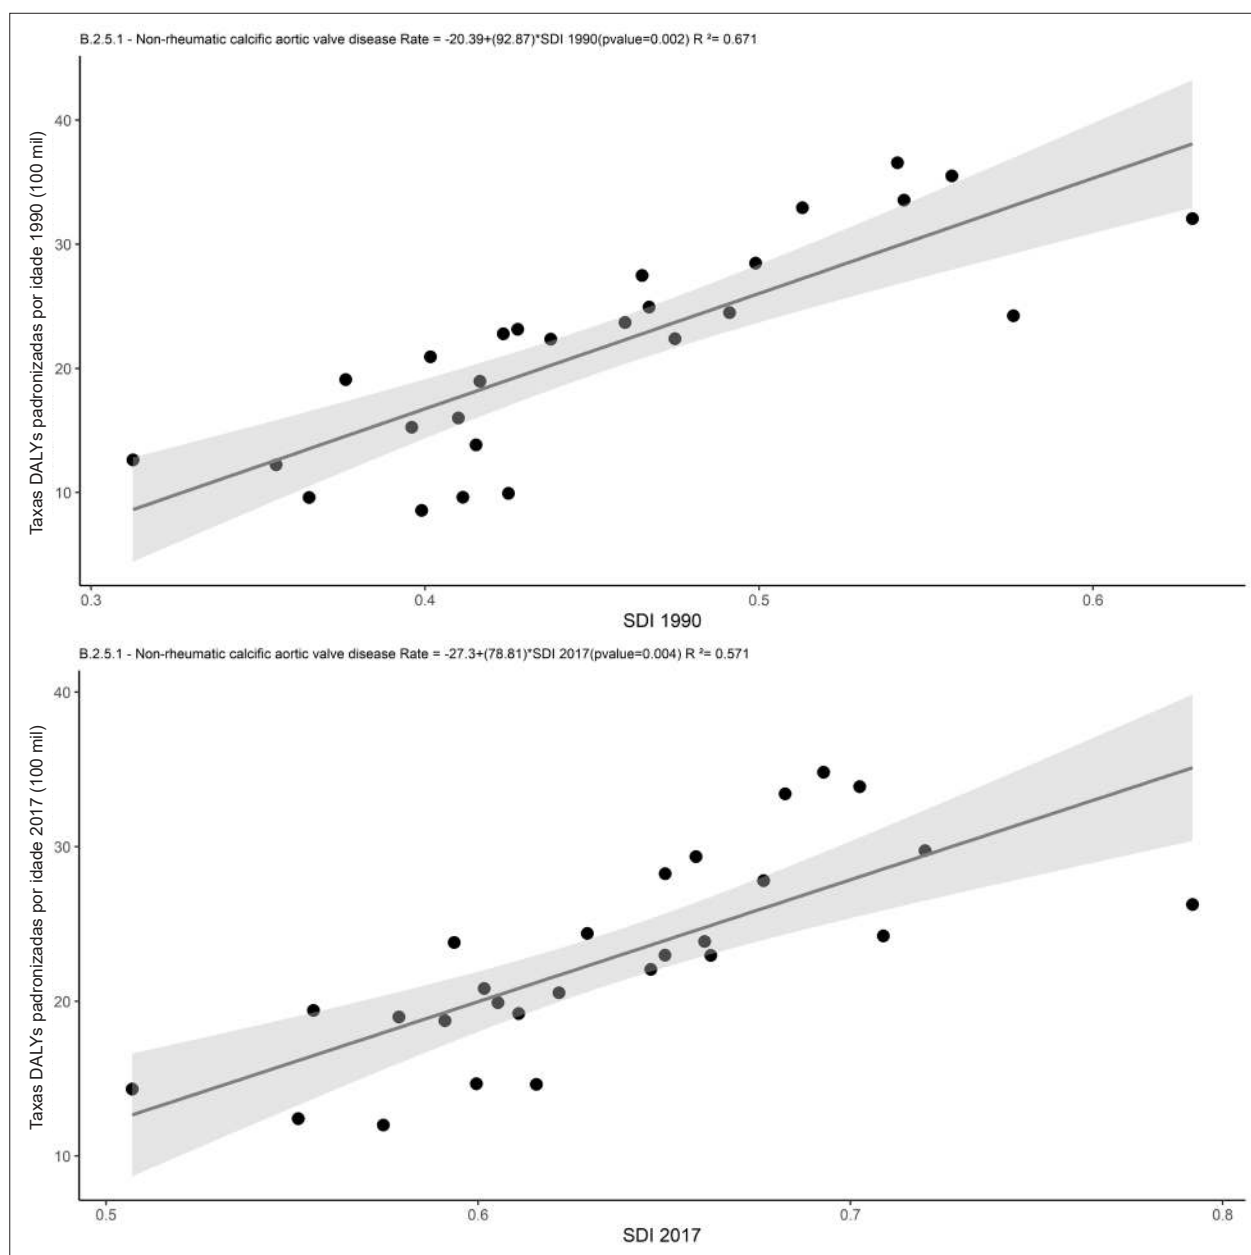 B.2.5.1 - Non-rheumatic calcific aortic valve disease Rate = -20.39+(92.87)*SDI 1990(pvalue=0.002) R ²= 0.671
Taxas DALYs padronizadas por idade 1990 (100 mil)
40
30
20
10
0.3 0.4 0.5 0.6
SDI 1990
B.2.5.1 - Non-rheumatic calcific aortic valve disease Rate = -27.3+(78.81)*SDI 2017(pvalue=0.004) R ²= 0.571
Taxas DALYs padronizadas por idade 2017 (100 mil)
40
30
20
10
0.5 0.6 0.7 0.8
SDI 2017